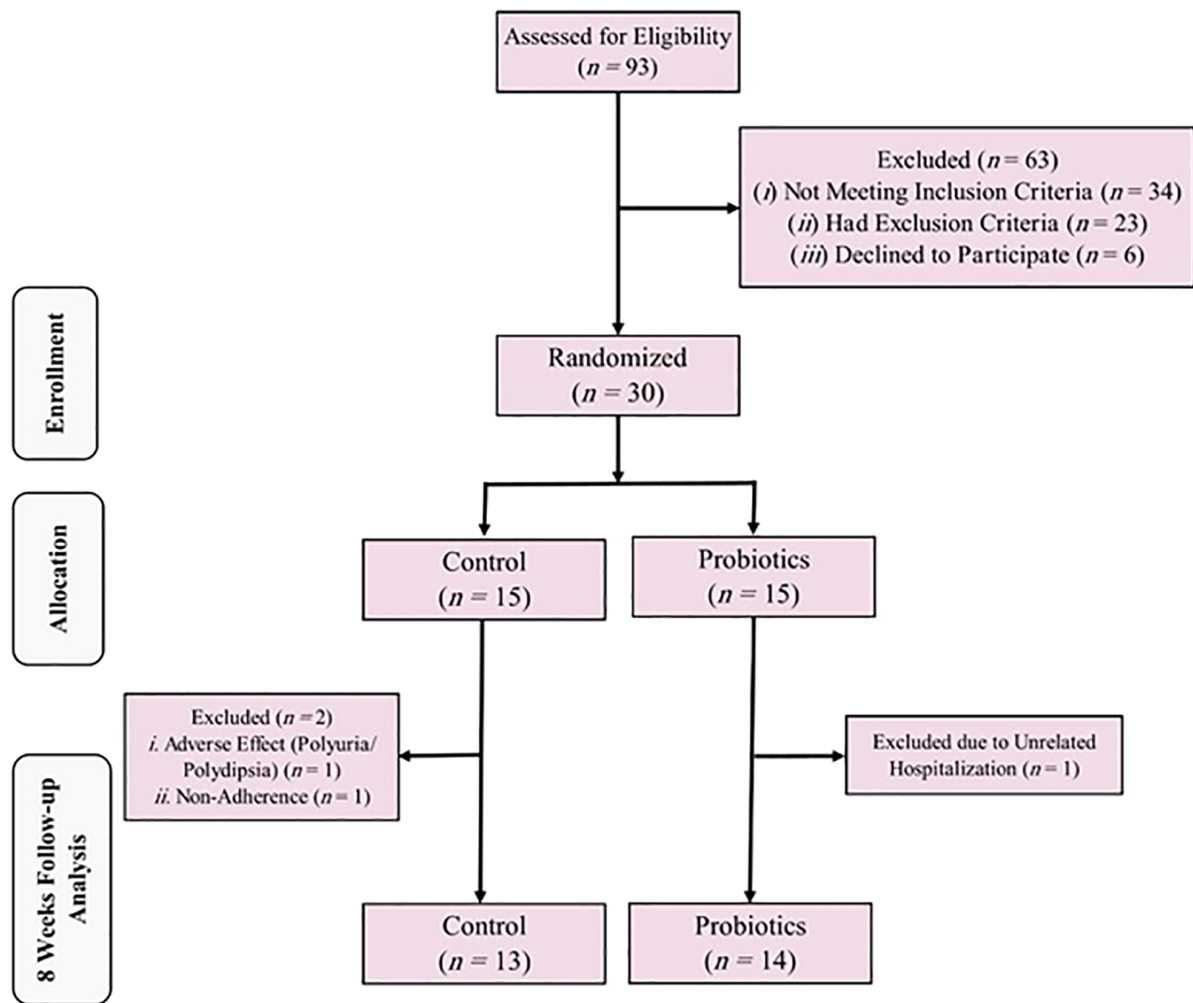 Assessed for Eligibility
(n = 93)
Excluded (n = 63)
(i) Not Meeting Inclusion Criteria (n = 34)
(ii) Had Exclusion Criteria (n = 23)
(iii) Declined to Participate (n = 6)
Enrollment
Randomized
(n = 30)
Allocation
Control
(n = 15)
Probiotics
(n = 15)
Excluded (n = 2)
i. Adverse Effect (Polyuria/
Polydipsia) (n = 1)
ii. Non-Adherence (n = 1)
Excluded due to Unrelated
Hospitalization (n = 1)
8 Weeks Follow-up
Analysis
Control
(n = 13)
Probiotics
(n = 14)